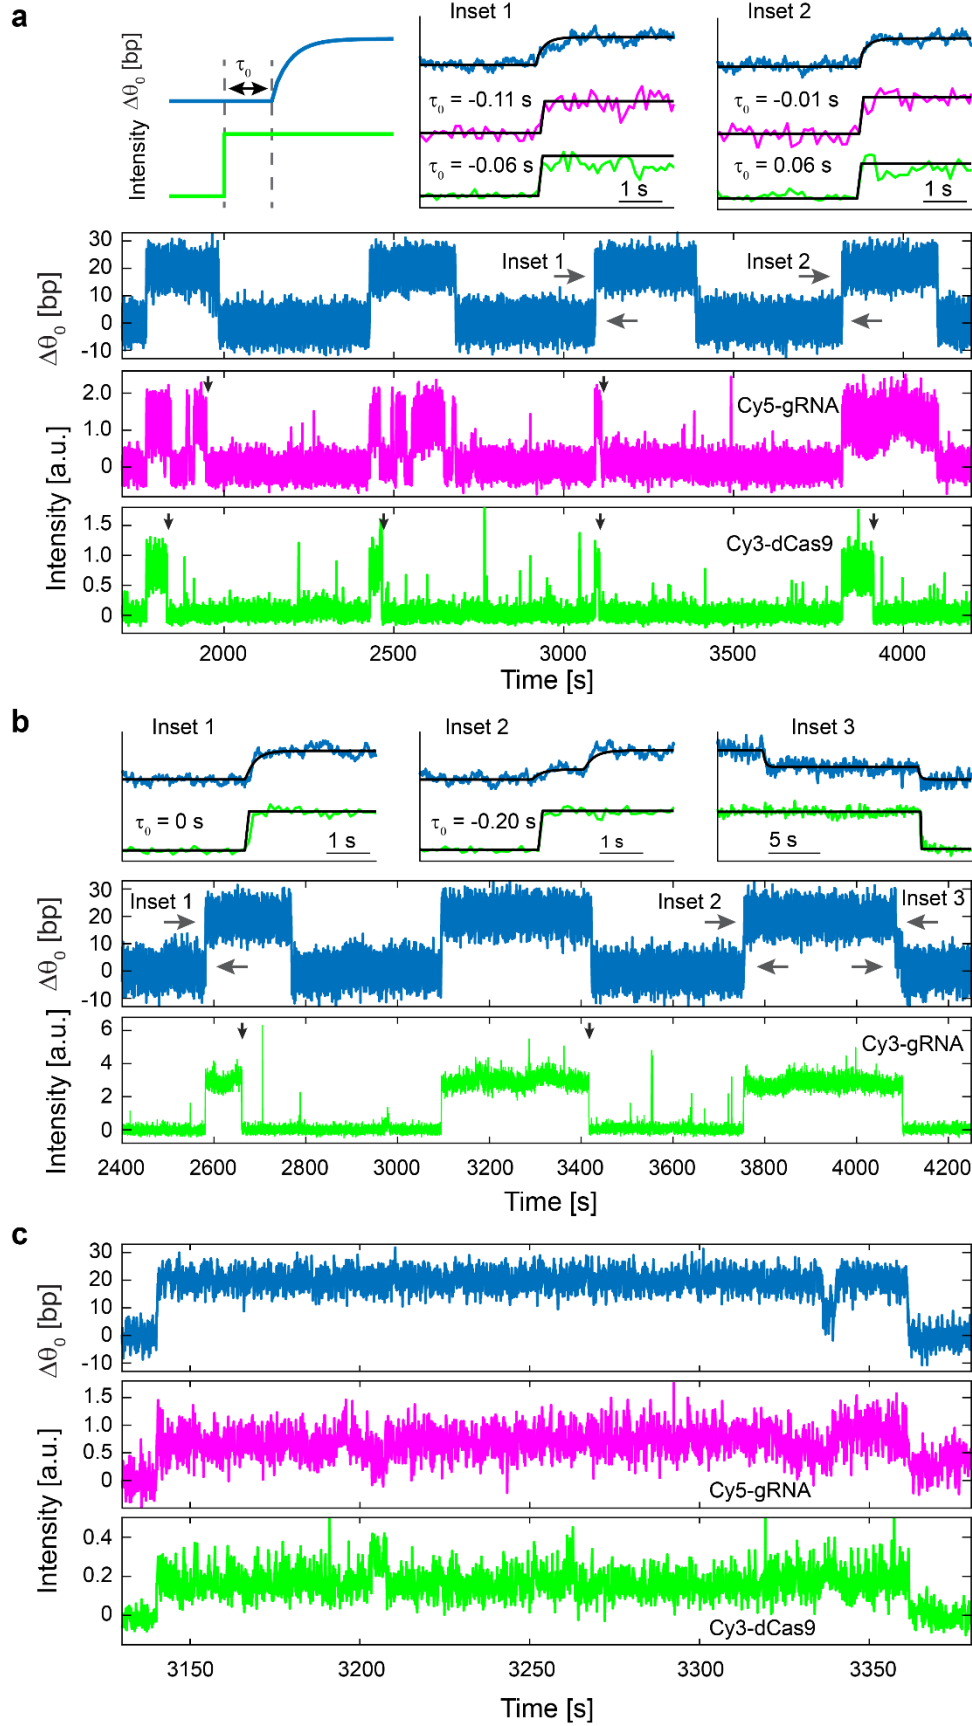 a
Inset 1
Inset 2
Δθ₀ [bp]
Intensity
τ₀
τ₀ = -0.11 s
τ₀ = -0.06 s
1 s
τ₀ = -0.01 s
τ₀ = 0.06 s
1 s
Δθ₀ [bp]
30
20
10
0
-10
Inset 1
Inset 2
Intensity [a.u.]
2.0
1.0
0
Cy5-gRNA
1.5
1.0
0.5
0
Cy3-dCas9
2000 2500 3000 3500 4000
Time [s]
b
Inset 1
Inset 2
Inset 3
τ₀ = 0 s
1 s
τ₀ = -0.20 s
1 s
5 s
Δθ₀ [bp]
30
20
10
0
-10
Inset 1
Inset 2
Inset 3
Intensity [a.u.]
6
4
2
0
Cy3-gRNA
2400 2600 2800 3000 3200 3400 3600 3800 4000 4200
Time [s]
c
Δθ₀ [bp]
30
20
10
0
-10
Intensity [a.u.]
1.5
1.0
0.5
0
Cy5-gRNA
0.4
0.2
0
Cy3-dCas9
3150 3200 3250 3300 3350
Time [s]